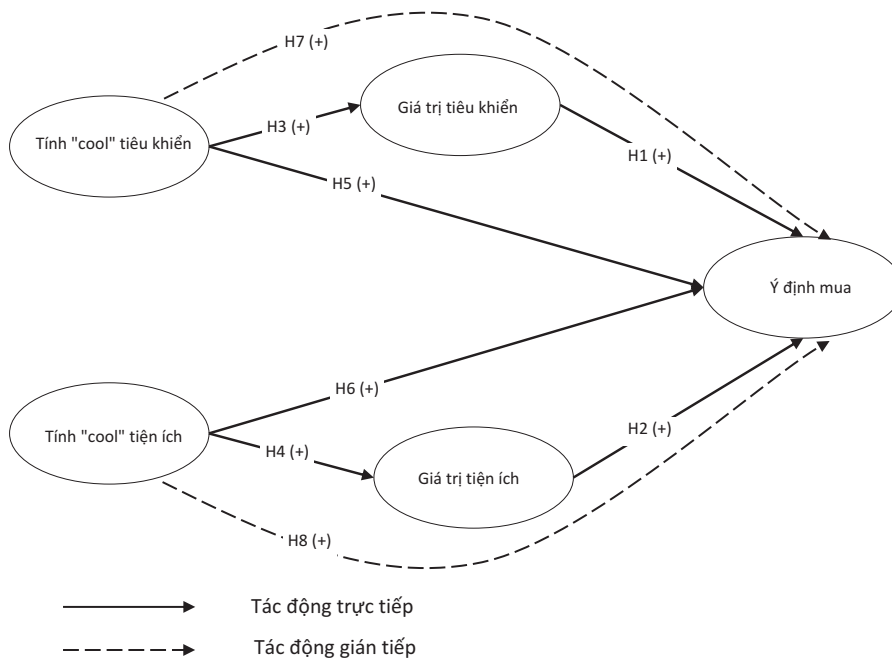 H7 (+)
Giá trị tiêu khiển
H3 (+)
Tính "cool" tiêu khiển
H1 (+)
H5 (+)
Ý định mua
H6 (+)
Tính "cool" tiện ích
H2 (+)
H4 (+)
Giá trị tiện ích
H8 (+)
Tác động trực tiếp
Tác động gián tiếp